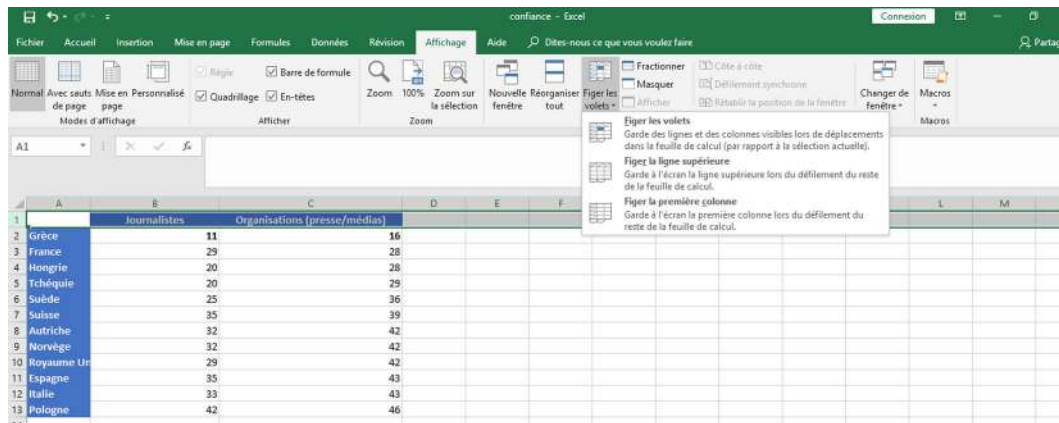 confiance - Excel
Connexion
Fichier Accueil Insertion Mise en page Formules Données Révision Affichage Aide Dites-nous ce que vous voulez faire Partag
Normal Avec sauts de page Mise en page Personnalisé
Modes d'affichage
Règle Barre de formule
Quadrillage En-têtes
Afficher
Zoom 100% Zoom sur la sélection
Zoom
Nouvelle fenêtre Réorganiser tout Figer les volets
Fractionner
Masquer
Afficher
Côte à côte
Défilement synchrone
Rétablir la position de la fenêtre
Changer de fenêtre
Macros
Macros
Figer les volets
Garde des lignes et des colonnes visibles lors de déplacements
dans la feuille de calcul (par rapport à la sélection actuelle).
Figer la ligne supérieure
Garde à l'écran la ligne supérieure lors du défilement du reste
de la feuille de calcul.
Figer la première colonne
Garde à l'écran la première colonne lors du défilement du
reste de la feuille de calcul.
A1 fx
A B C D E F L M
1 Journalistes Organisations (presse/médias)
2 Grèce 11 16
3 France 29 28
4 Hongrie 20 28
5 Tchéquie 20 29
6 Suède 25 36
7 Suisse 35 39
8 Autriche 32 42
9 Norvège 32 42
10 Royaume Un 29 42
11 Espagne 35 43
12 Italie 33 43
13 Pologne 42 46